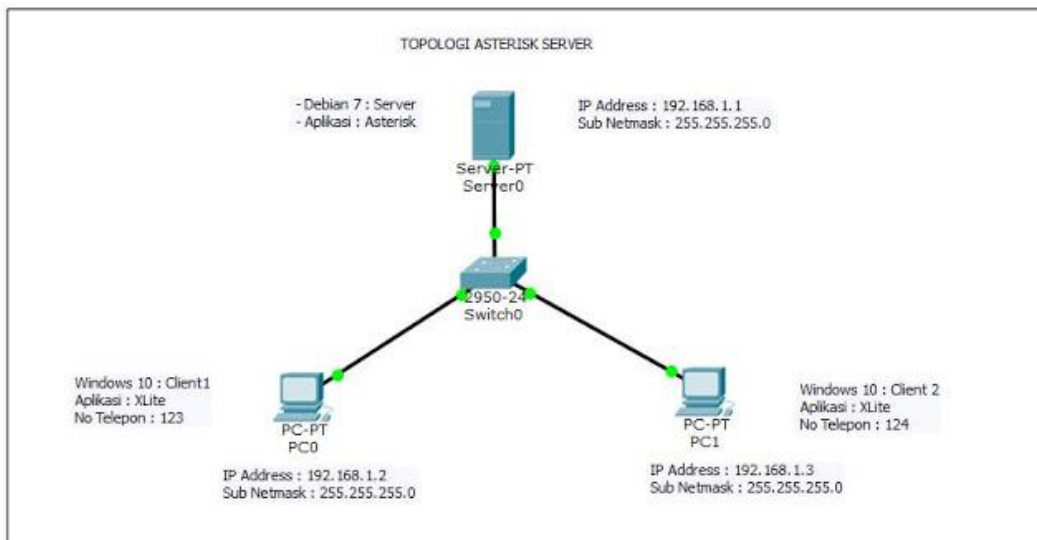 TOPOLOGI ASTERISK SERVER
- Debian 7 : Server
- Aplikasi : Asterisk
IP Address : 192.168.1.1
Sub Netmask : 255.255.255.0
Server-PT
Server0
2950-24
Switch0
Windows 10 : Client1
Aplikasi : XLite
No Telepon : 123
PC-PT
PC0
IP Address : 192.168.1.2
Sub Netmask : 255.255.255.0
Windows 10 : Client 2
Aplikasi : XLite
No Telepon : 124
PC-PT
PC1
IP Address : 192.168.1.3
Sub Netmask : 255.255.255.0